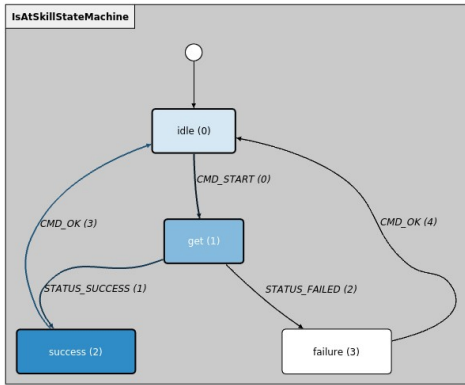 IsAtSkillStateMachine
idle (0)
CMD_START (0)
CMD_OK (3)
CMD_OK (4)
get (1)
STATUS_SUCCESS (1)
STATUS_FAILED (2)
success (2)
failure (3)